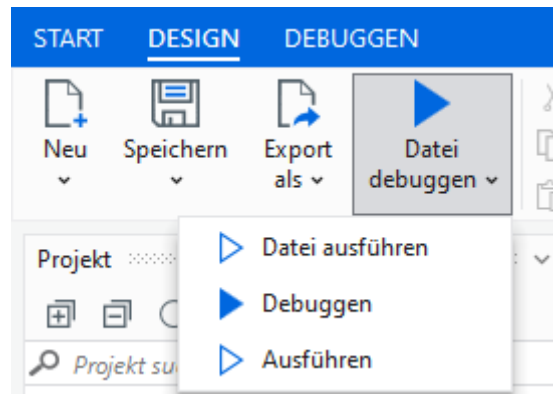 START DESIGN DEBUGGEN
Neu Speichern Export als Datei debuggen
Projekt
Datei ausführen
Debuggen
Projekt su
Ausführen